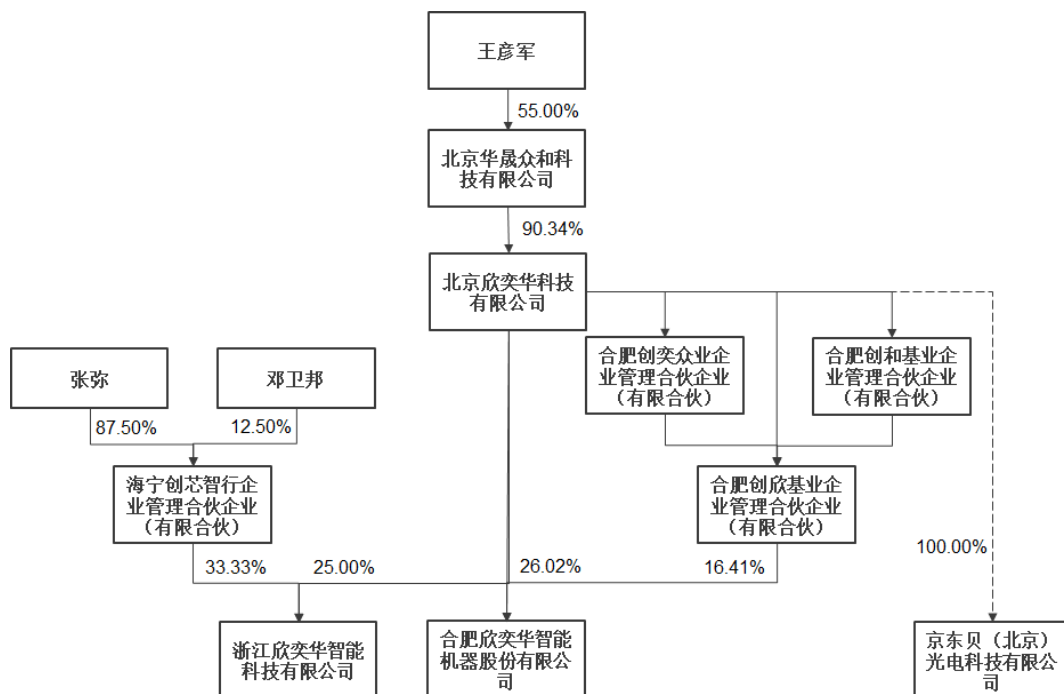 王彦军
55.00%
北京华晟众和科
技有限公司
90.34%
北京欣奕华科技
有限公司
张弥
邓卫邦
合肥创奕众业企
业管理合伙企业
（有限合伙）
合肥创和基业企
业管理合伙企业
（有限合伙）
87.50%
12.50%
海宁创芯智行企
业管理合伙企业
（有限合伙）
合肥创欣基业企
业管理合伙企业
（有限合伙）
33.33%
25.00%
26.02%
16.41%
100.00%
浙江欣奕华智能
科技有限公司
合肥欣奕华智能
机器股份有限公
司
京东贝（北京）
光电科技有限公
司